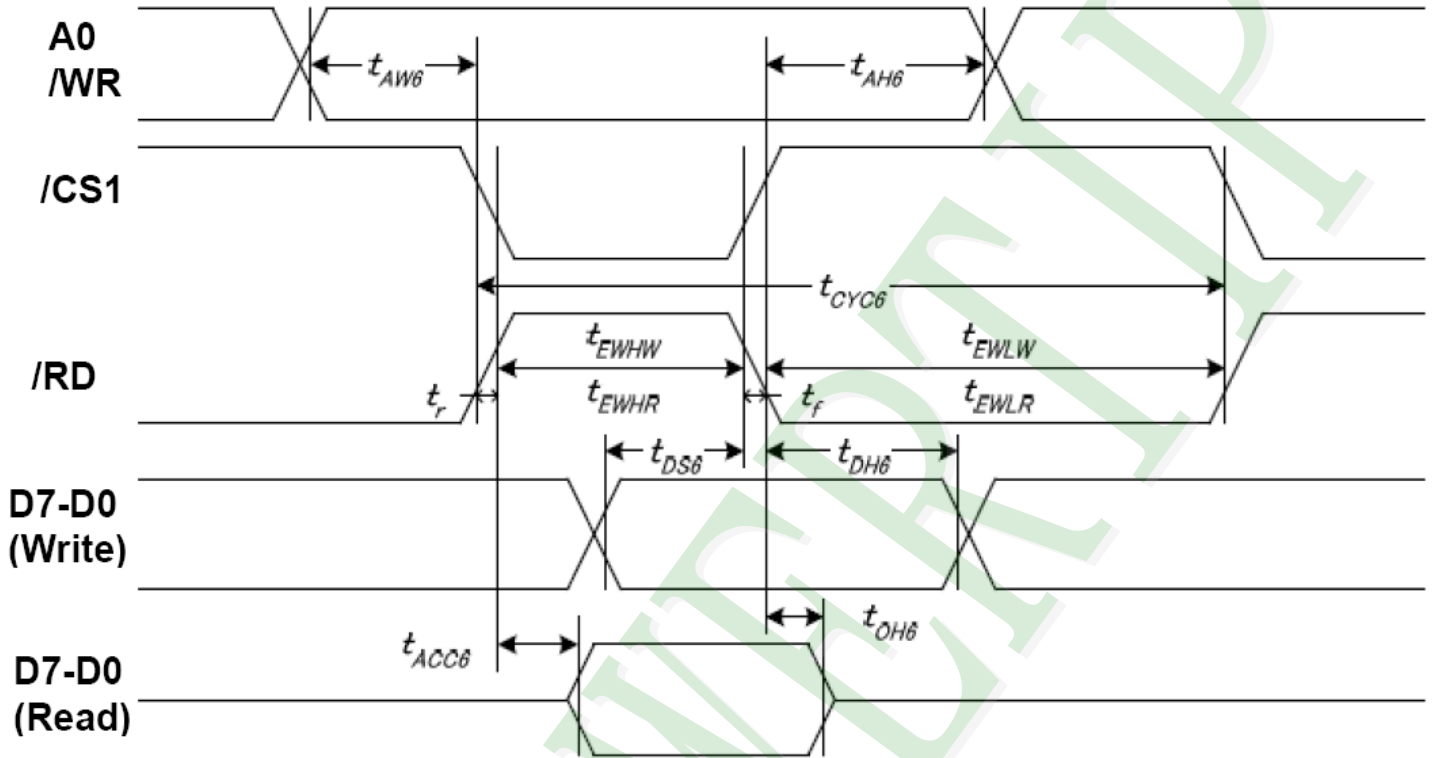 A0
/WR
tAW6
tAH6
/CS1
tCYC6
/RD
tr
tEWHW
tEWHR
tf
tEWLW
tEWLR
tDS6
tDH6
D7-D0
(Write)
tACC6
tOH6
D7-D0
(Read)
WERTIP